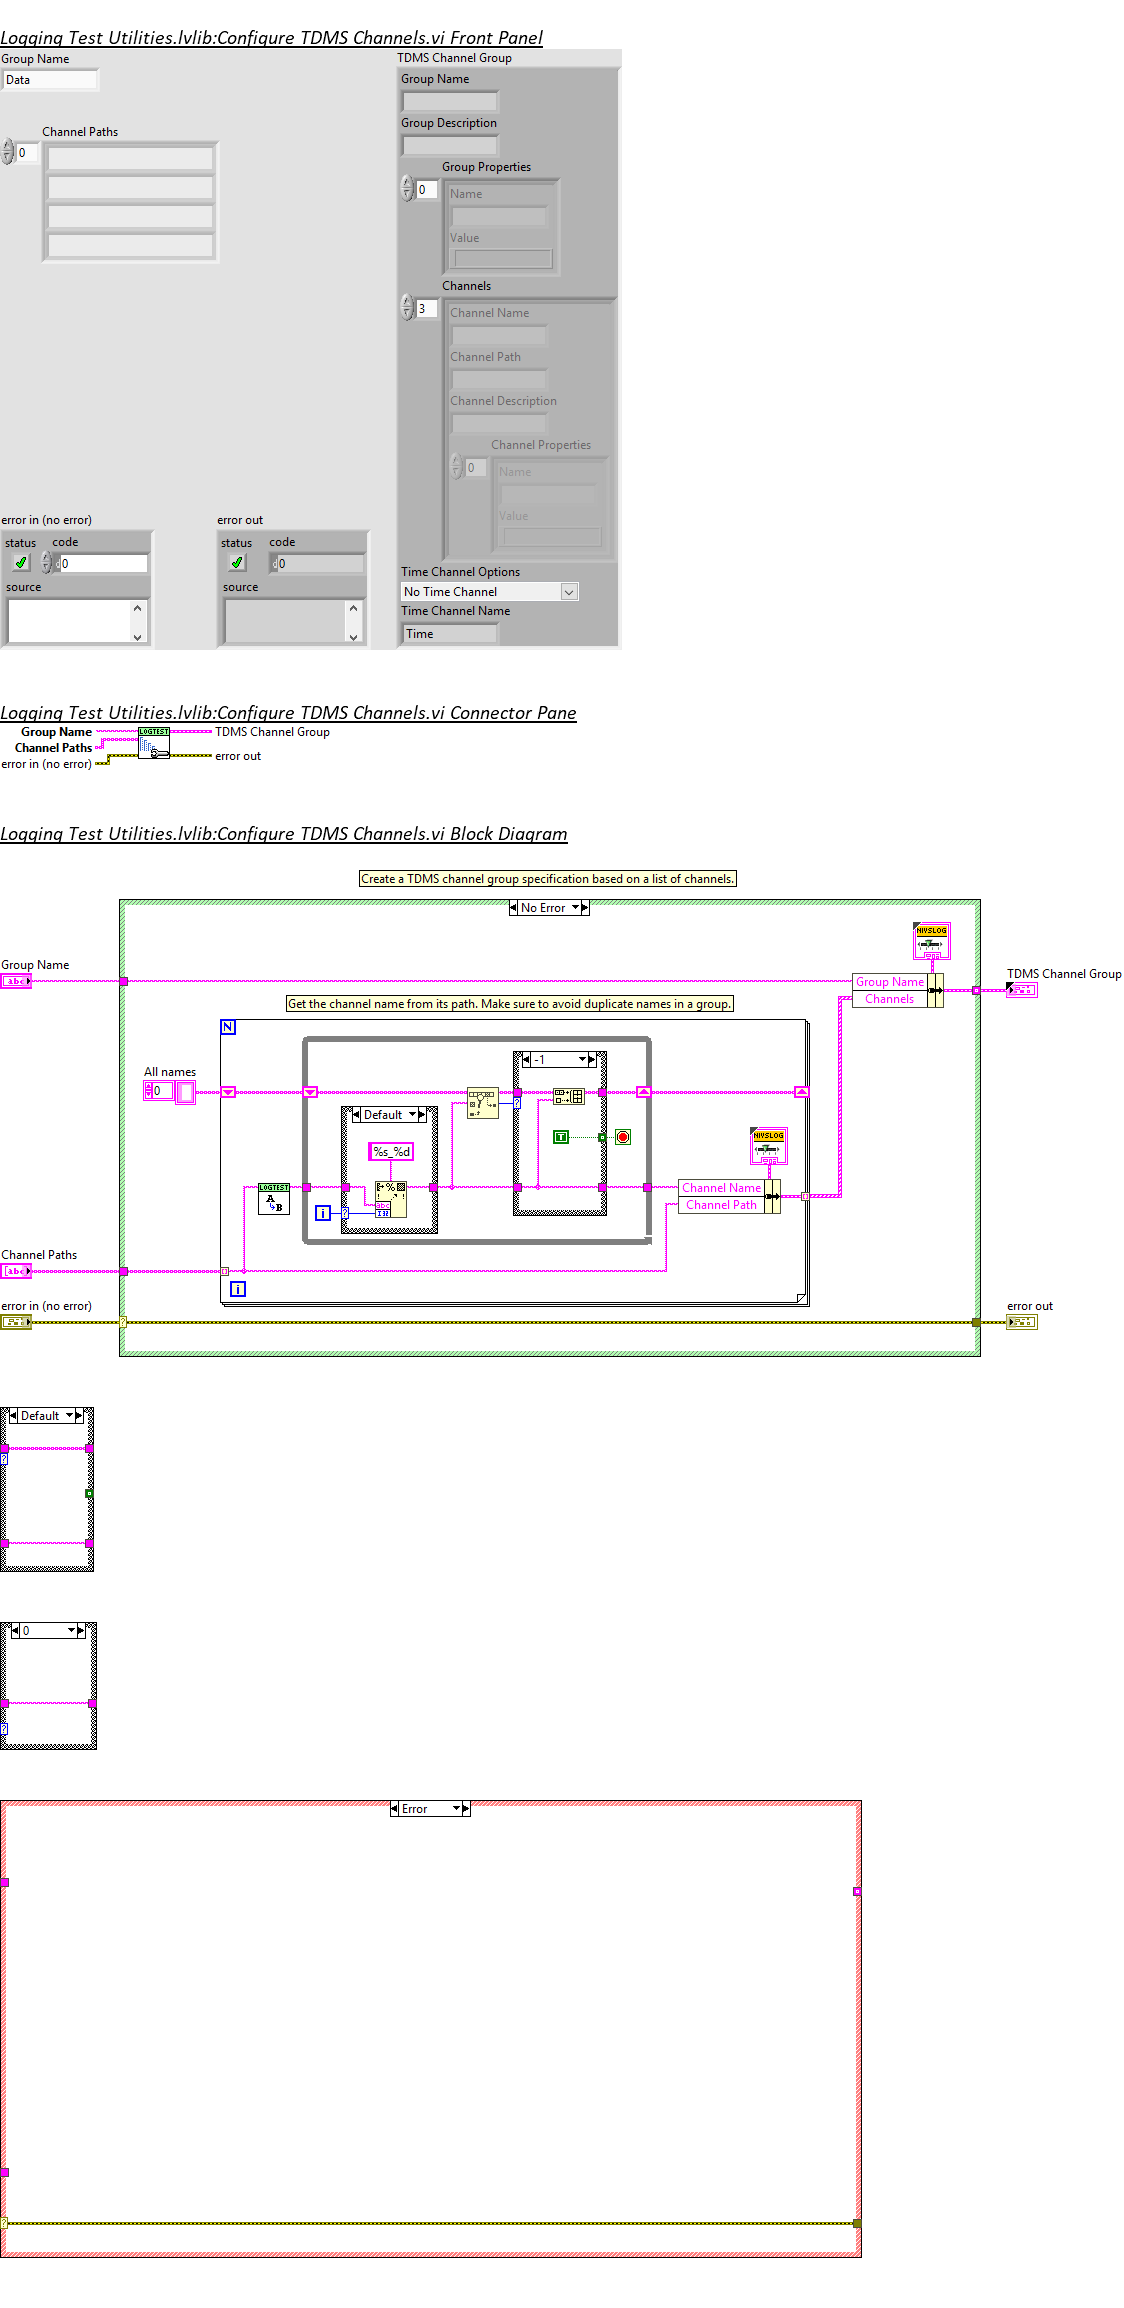 Logging Test Utilities.lvlib:Configure TDMS Channels.vi Front Panel
Group Name
Data
Channel Paths
0
TDMS Channel Group
Group Name
Group Description
Group Properties
0
Name
Value
Channels
3
Channel Name
Channel Path
Channel Description
Channel Properties
0
Name
Value
Time Channel Options
No Time Channel
Time Channel Name
Time
error in (no error)
status code
d 0
source
error out
status code
d 0
source
Logging Test Utilities.lvlib:Configure TDMS Channels.vi Connector Pane
Group Name
Channel Paths
error in (no error)
LOGTEST
TDMS Channel Group
error out
Logging Test Utilities.lvlib:Configure TDMS Channels.vi Block Diagram
Create a TDMS channel group specification based on a list of channels.
No Error
NIVSLOG
Group Name
abc
Group Name
Channels
TDMS Channel Group
Get the channel name from its path. Make sure to avoid duplicate names in a group.
N
-1
All names
0
?
Default
%s_%d
T
NIVSLOG
LOGTEST
A
B
%
abc
I32
i
?
Channel Name
Channel Path
Channel Paths
[abc]
i
error in (no error)
?
error out
Default
?
0
?
Error
?